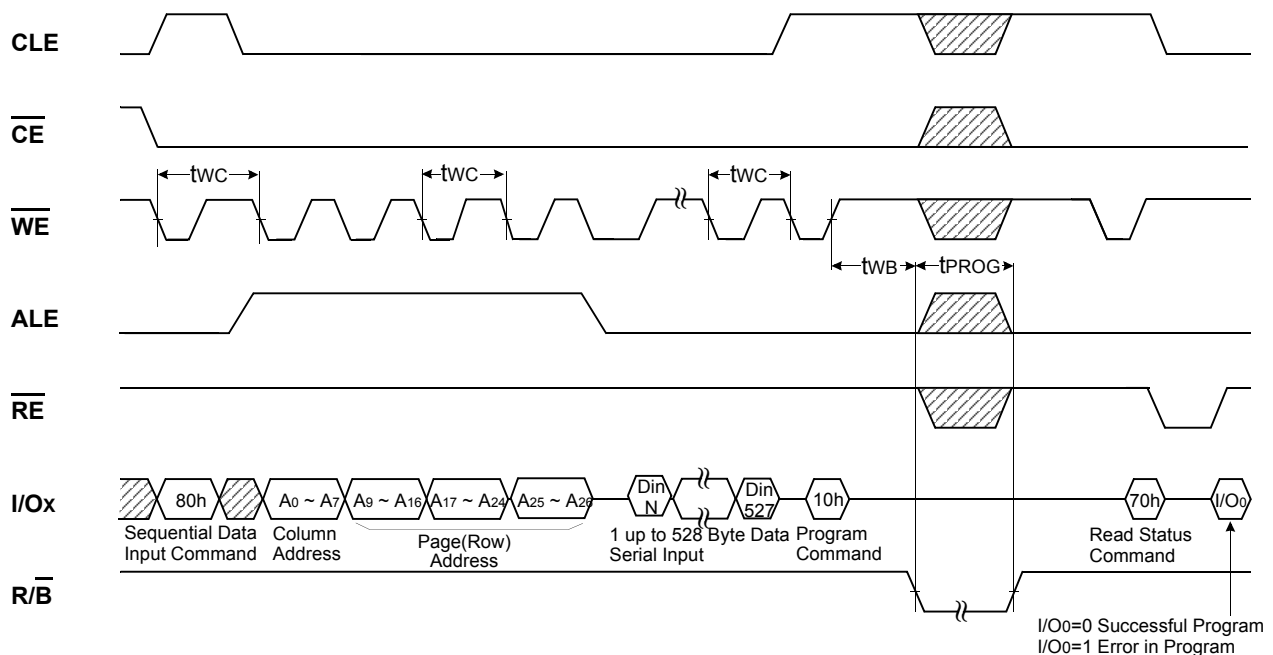 CLE
CE
tWC
tWC
tWC
WE
tWB
tPROG
ALE
RE
I/Ox
80h
A0 ~ A7
A9 ~ A16
A17 ~ A24
A25 ~ A26
Din
N
Din
527
10h
70h
I/O0
Sequential Data
Input Command
Column
Address
Page(Row)
Address
1 up to 528 Byte Data
Serial Input
Program
Command
Read Status
Command
R/B
I/O0=0 Successful Program
I/O0=1 Error in Program